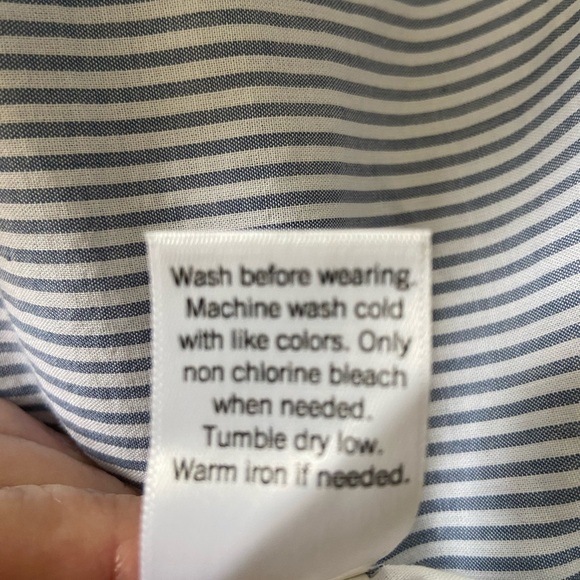 Wash before wearing.
Machine wash cold
with like colors. Only
non chlorine bleach
when needed.
Tumble dry low.
Warm iron if needed.